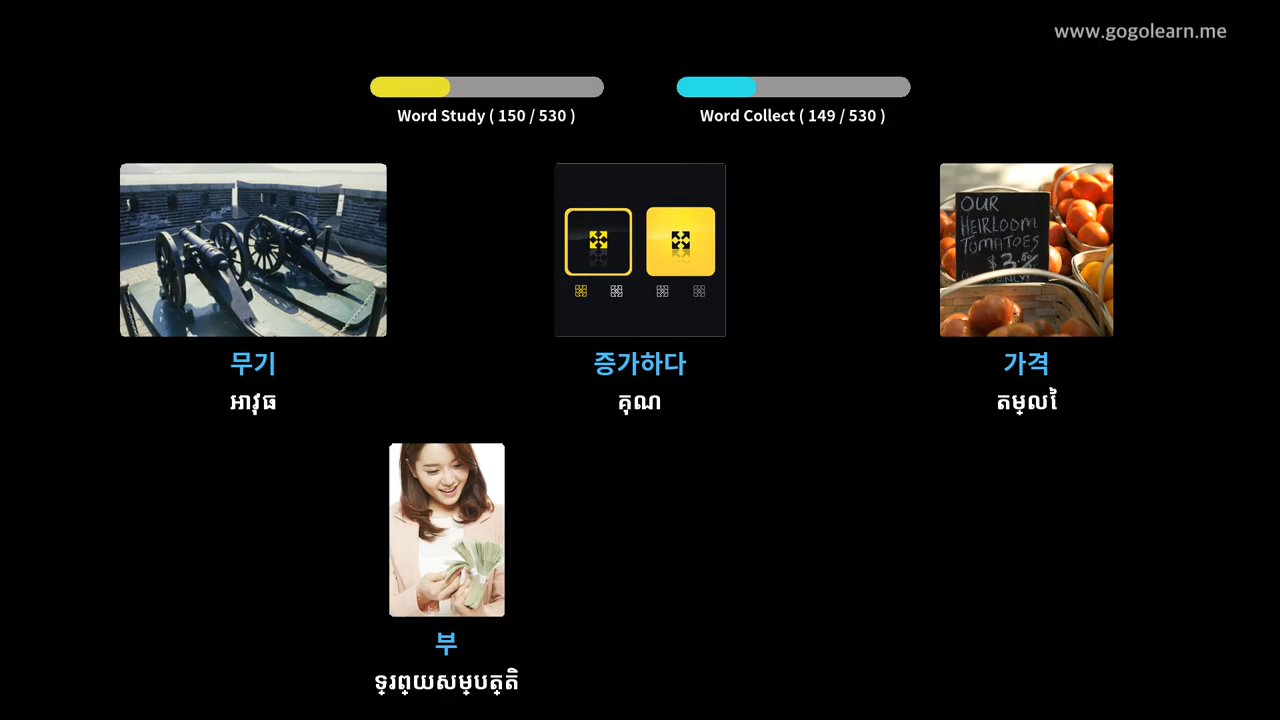 www.gogolearn.me
Word Study ( 150 / 530 )
Word Collect ( 149 / 530 )
OUR
HEIRLOOM
TOMATOES
무기
증가하다
가격
អាវុធ
គុណ
តម្លៃ
부
ទ្រព្យសម្បត្តិ